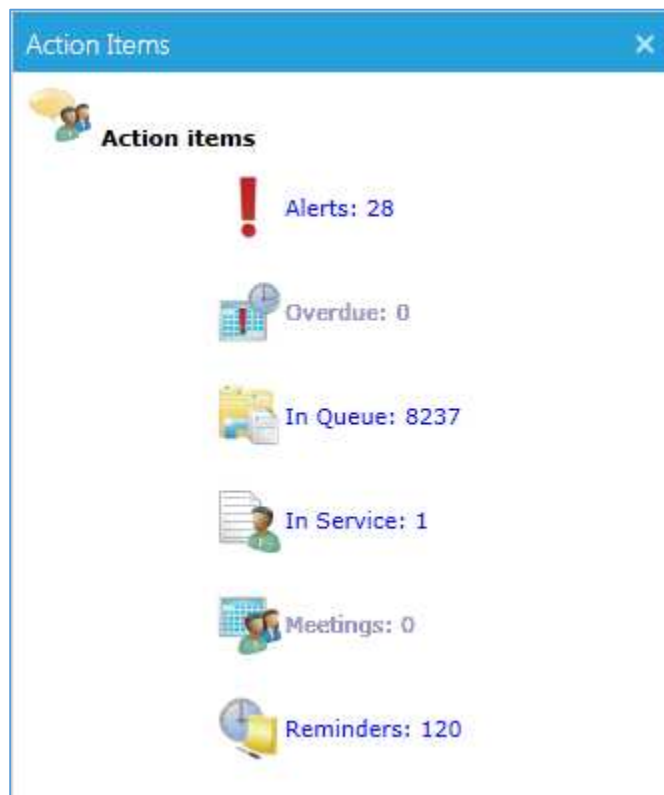 Action Items
Action items
Alerts: 28
Overdue: 0
In Queue: 8237
In Service: 1
Meetings: 0
Reminders: 120